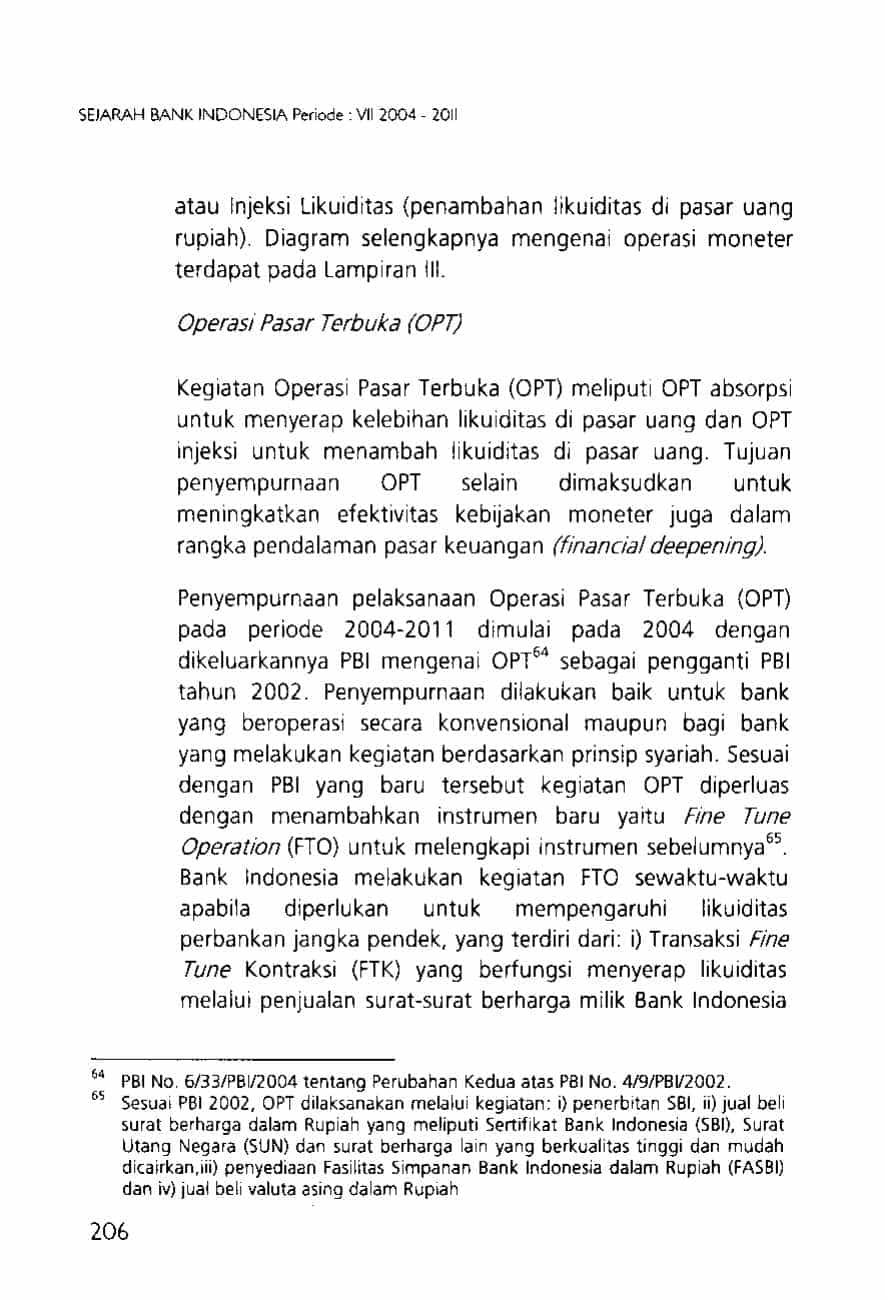 SEJARAH BANK INDONESIA Periode : VII 2004 - 2011
atau Injeksi Likuiditas (penambahan likuiditas di pasar uang
rupiah). Diagram selengkapnya mengenai operasi moneter
terdapat pada Lampiran III.
Operasi Pasar Terbuka (OPT)
Kegiatan Operasi Pasar Terbuka (OPT) meliputi OPT absorpsi
untuk menyerap kelebihan likuiditas di pasar uang dan OPT
injeksi untuk menambah likuiditas di pasar uang. Tujuan
penyempurnaan OPT selain dimaksudkan untuk
meningkatkan efektivitas kebijakan moneter juga dalam
rangka pendalaman pasar keuangan (financial deepening).
Penyempurnaan pelaksanaan Operasi Pasar Terbuka (OPT)
pada periode 2004-2011 dimulai pada 2004 dengan
dikeluarkannya PBI mengenai OPT64 sebagai pengganti PBI
tahun 2002. Penyempurnaan dilakukan baik untuk bank
yang beroperasi secara konvensional maupun bagi bank
yang melakukan kegiatan berdasarkan prinsip syariah. Sesuai
dengan PBI yang baru tersebut kegiatan OPT diperluas
dengan menambahkan instrumen baru yaitu Fine Tune
Operation (FTO) untuk melengkapi instrumen sebelumnya65.
Bank Indonesia melakukan kegiatan FTO sewaktu-waktu
apabila diperlukan untuk mempengaruhi likuiditas
perbankan jangka pendek, yang terdiri dari: i) Transaksi Fine
Tune Kontraksi (FTK) yang berfungsi menyerap likuiditas
melalui penjualan surat-surat berharga milik Bank Indonesia
64 PBI No. 6/33/PBI/2004 tentang Perubahan Kedua atas PBI No. 4/9/PBI/2002.
65 Sesuai PBI 2002, OPT dilaksanakan melalui kegiatan: i) penerbitan SBI, ii) jual beli
surat berharga dalam Rupiah yang meliputi Sertifikat Bank Indonesia (SBI), Surat
Utang Negara (SUN) dan surat berharga lain yang berkualitas tinggi dan mudah
dicairkan,iii) penyediaan Fasilitas Simpanan Bank Indonesia dalam Rupiah (FASBI)
dan iv) jual beli valuta asing dalam Rupiah
206